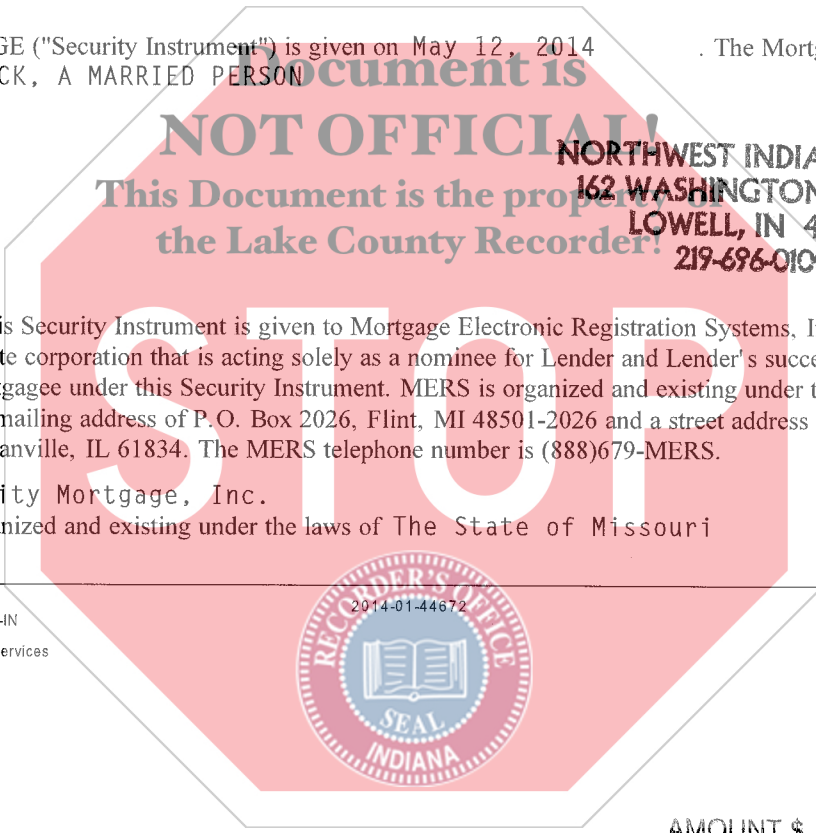 GE ("Security Instrument") is given on May 12, 2014 . The Mortg
CK, A MARRIED PERSON
Document is
NOT OFFICIAL!
This Document is the property of
the Lake County Recorder!
NORTHWEST INDIA
162 WASHINGTON
LOWELL, IN 4
219-696-010
is Security Instrument is given to Mortgage Electronic Registration Systems, I
te corporation that is acting solely as a nominee for Lender and Lender's succe
tgagee under this Security Instrument. MERS is organized and existing under t
mailing address of P.O. Box 2026, Flint, MI 48501-2026 and a street address
anville, IL 61834. The MERS telephone number is (888)679-MERS.
STOP
ity Mortgage, Inc.
nized and existing under the laws of The State of Missouri
2014-01-44672
-IN
ervices
RECORDER'S OFFICE
SEAL
INDIANA
AMOUNT $